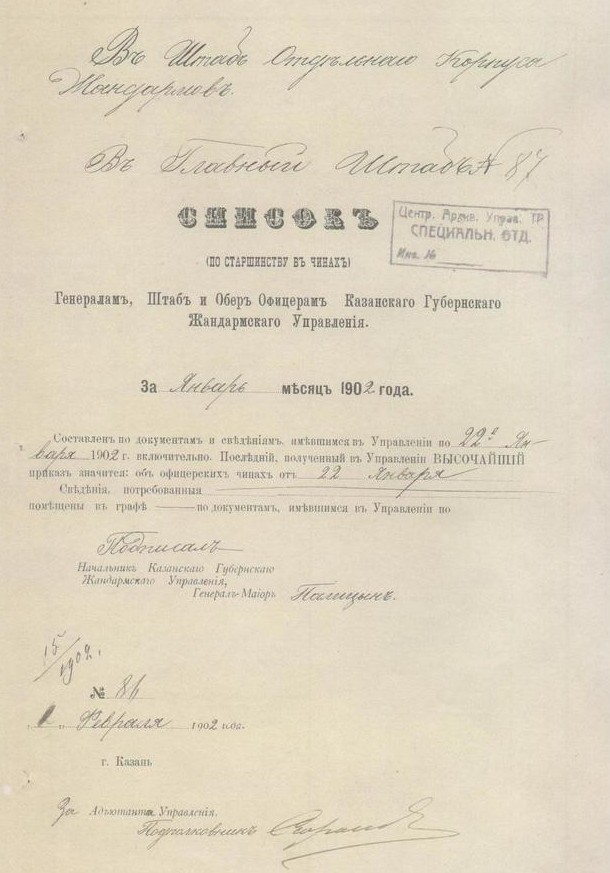 Въ Штабъ Отдѣльнаго Корпуса
Жандармовъ.
Въ Главный Штабъ № 87
СПИСОКЪ
Центр. Архив. Управ.
СПЕЦИАЛЬН. ОТД.
Инв. №
(ПО СТАРШИНСТВУ ВЪ ЧИНАХЪ)
Генераламъ, Штабъ и Оберъ Офицерамъ Казанскаго Губернскаго
Жандармскаго Управленія.
За Январь мѣсяцъ 1902 года.
Составленъ по документамъ и свѣдѣніямъ, имѣвшимся въ Управленіи по 22е Ян-
варя 1902 г. включительно. Послѣдній, полученный въ Управленіи ВЫСОЧАЙШІЙ
приказъ значится: объ офицерскихъ чинахъ отъ 22 Января
Свѣдѣнія, потребованныя
помѣщены въ графѣ по документамъ, имѣвшимся въ Управленіи по
Подписалъ
Начальникъ Казанскаго Губернскаго
Жандармскаго Управленія,
Генералъ-Маіоръ
15/1902.
№ 86
Февраля 1902 года.
г. Казань
За Адъютанта Управленія,
Подполковникъ